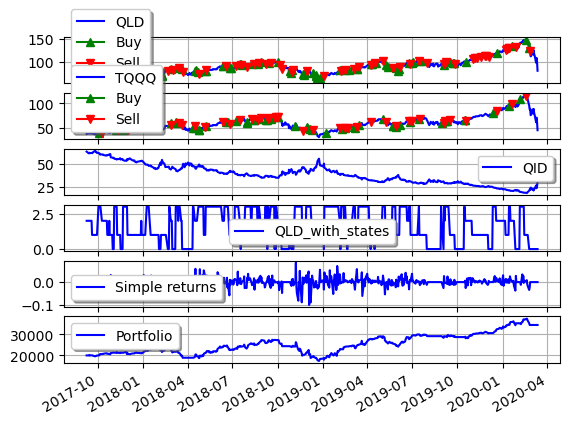 QLD
Buy
Sell
150
100
TQQQ
Buy
Sell
100
50
QID
50
25
QLD_with_states
2.5
0.0
Simple returns
0.0
−0.1
Portfolio
30000
20000
2017-10
2018-01
2018-04
2018-07
2018-10
2019-01
2019-04
2019-07
2019-10
2020-01
2020-04